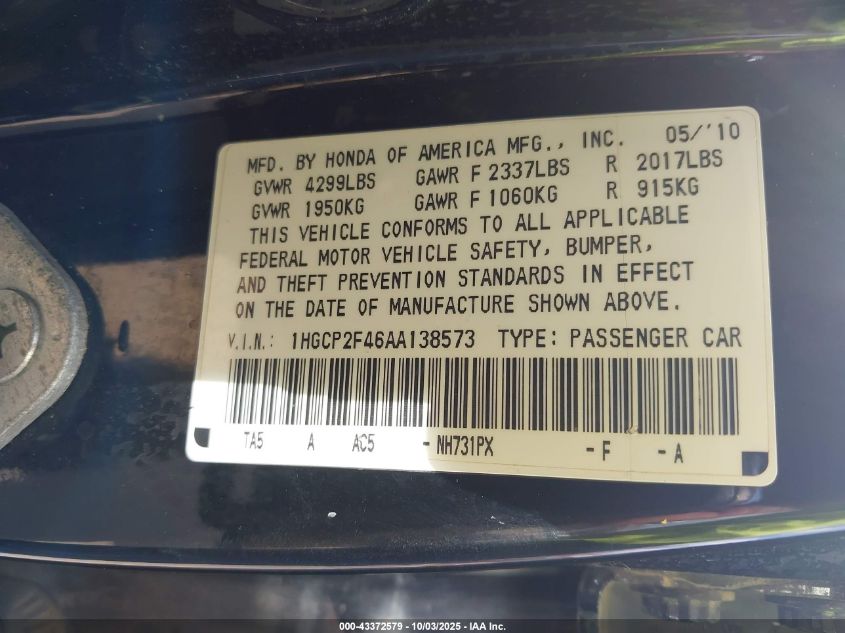 MFD. BY HONDA OF AMERICA MFG., INC. 05/'10
GVWR 4299LBS GAWR F 2337LBS R 2017LBS
GVWR 1950KG GAWR F 1060KG R 915KG
THIS VEHICLE CONFORMS TO ALL APPLICABLE
FEDERAL MOTOR VEHICLE SAFETY, BUMPER,
AND THEFT PREVENTION STANDARDS IN EFFECT
ON THE DATE OF MANUFACTURE SHOWN ABOVE.
V.I.N.: 1HGCP2F46AA138573 TYPE: PASSENGER CAR
TA5 A AC5 -NH731PX -F -A
000-43372579 - 10/03/2025 - IAA Inc.